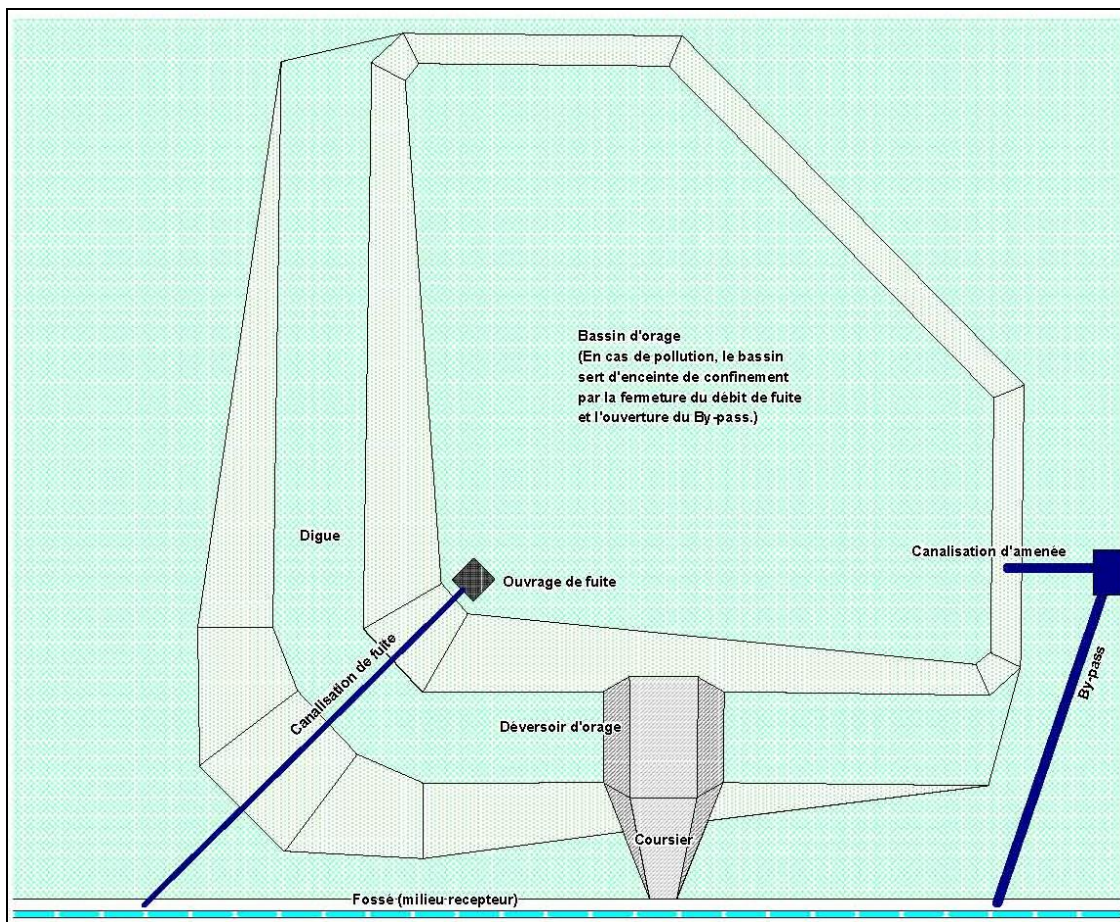 Bassin d'orage
(En cas de pollution, le bassin
sert d'enceinte de confinement
par la fermeture du débit de fuite
et l'ouverture du By-pass.)
Digue
Canalisation d'amenée
Ouvrage de fuite
Canalisation de fuite
By-pass
Déversoir d'orage
Coursier
Fossé (milieu recepteur)